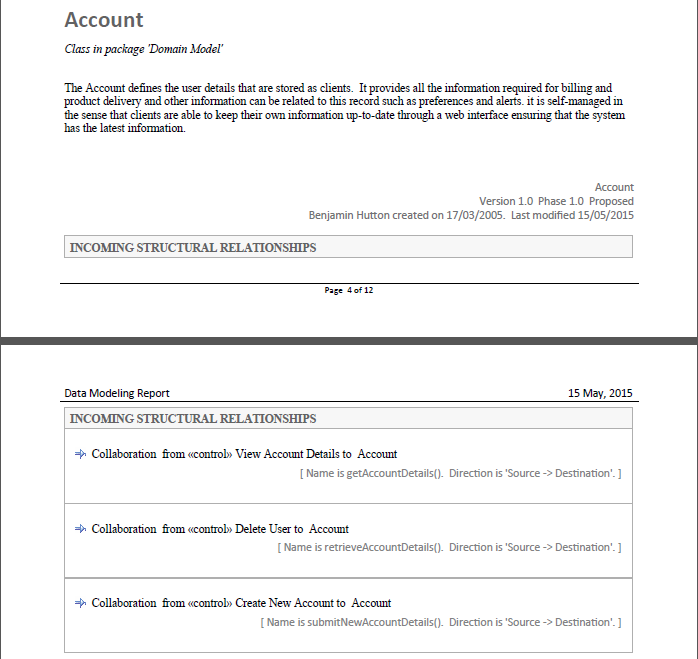 Account
Class in package 'Domain Model'
The Account defines the user details that are stored as clients.  It provides all the information required for billing and
product delivery and other information can be related to this record such as preferences and alerts. it is self-managed in
the sense that clients are able to keep their own information up-to-date through a web interface ensuring that the system
has the latest information.
Account
Version 1.0  Phase 1.0  Proposed
Benjamin Hutton created on 17/03/2005.  Last modified 15/05/2015
INCOMING STRUCTURAL RELATIONSHIPS
Page  4 of 12
Data Modeling Report 15 May, 2015
INCOMING STRUCTURAL RELATIONSHIPS
Collaboration  from «control» View Account Details to  Account
[ Name is getAccountDetails().  Direction is 'Source -> Destination'. ]
Collaboration  from «control» Delete User to  Account
[ Name is retrieveAccountDetails().  Direction is 'Source -> Destination'. ]
Collaboration  from «control» Create New Account to  Account
[ Name is submitNewAccountDetails().  Direction is 'Source -> Destination'. ]